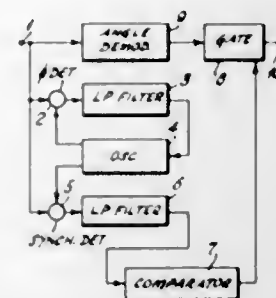 1
ANGLE
DEMOD.
9
GATE
8
10
φ DET
2
LP FILTER
3
OSC
4
5
SYNCH. DET
LP FILTER
6
COMPARATOR
7